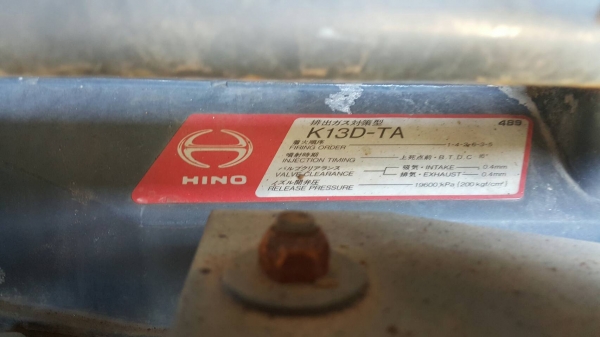 排出ガス対策型 489
K13D-TA
着火順序
FIRING ORDER 1-4-2-6-3-5
噴射時期
INJECTION TIMING 上死点前・B.T.D.C
バルブクリアランス 吸気・INTAKE 0.4mm
VALVE CLEARANCE 排気・EXHAUST 0.4mm
ノズル開弁圧
RELEASE PRESSURE 19600 kPa {200 kgf/cm²}
HINO